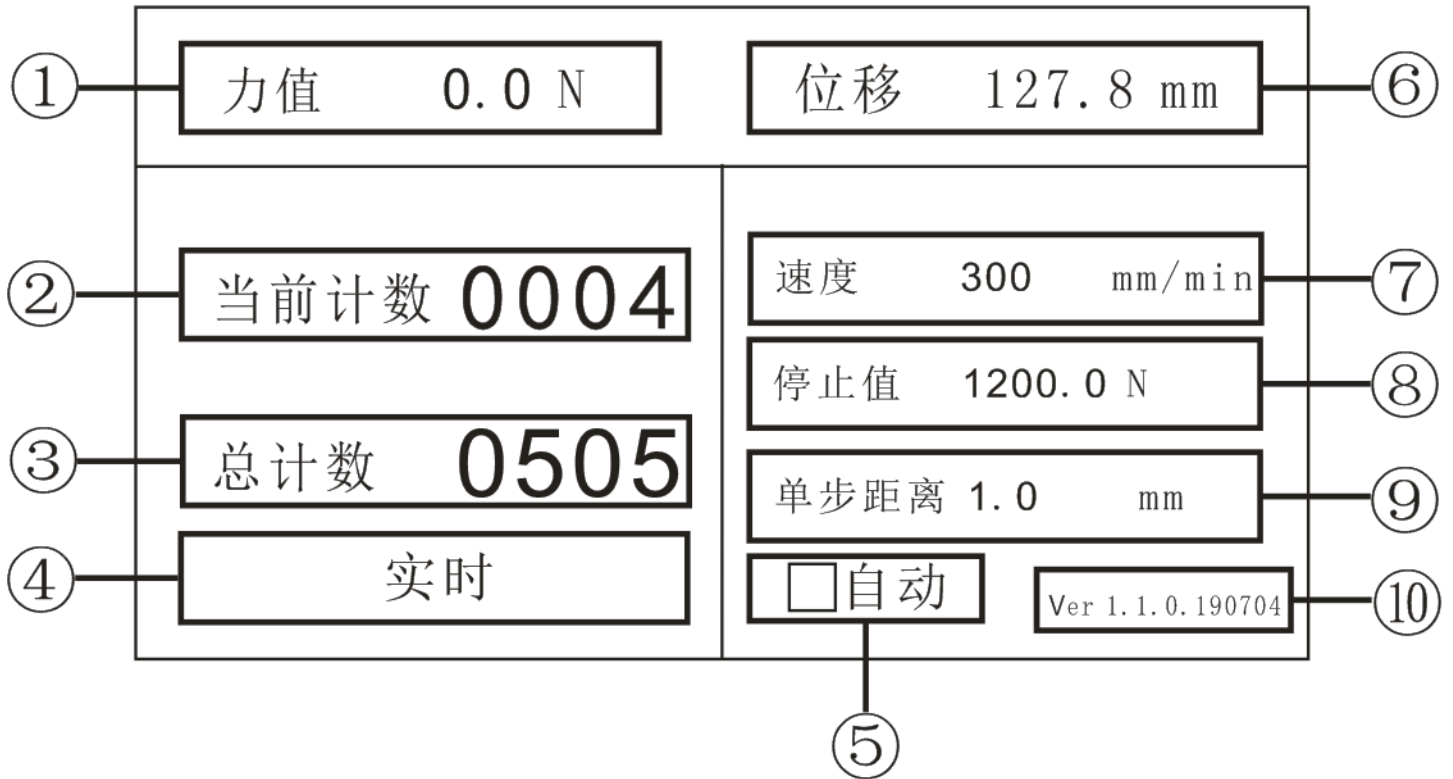 ① 力值 0.0 N
位移 127.8 mm ⑥
② 当前计数 0004
速度 300 mm/min ⑦
停止值 1200.0 N ⑧
③ 总计数 0505
单步距离 1.0 mm ⑨
④ 实时
□自动
Ver 1.1.0.190704 ⑩
⑤